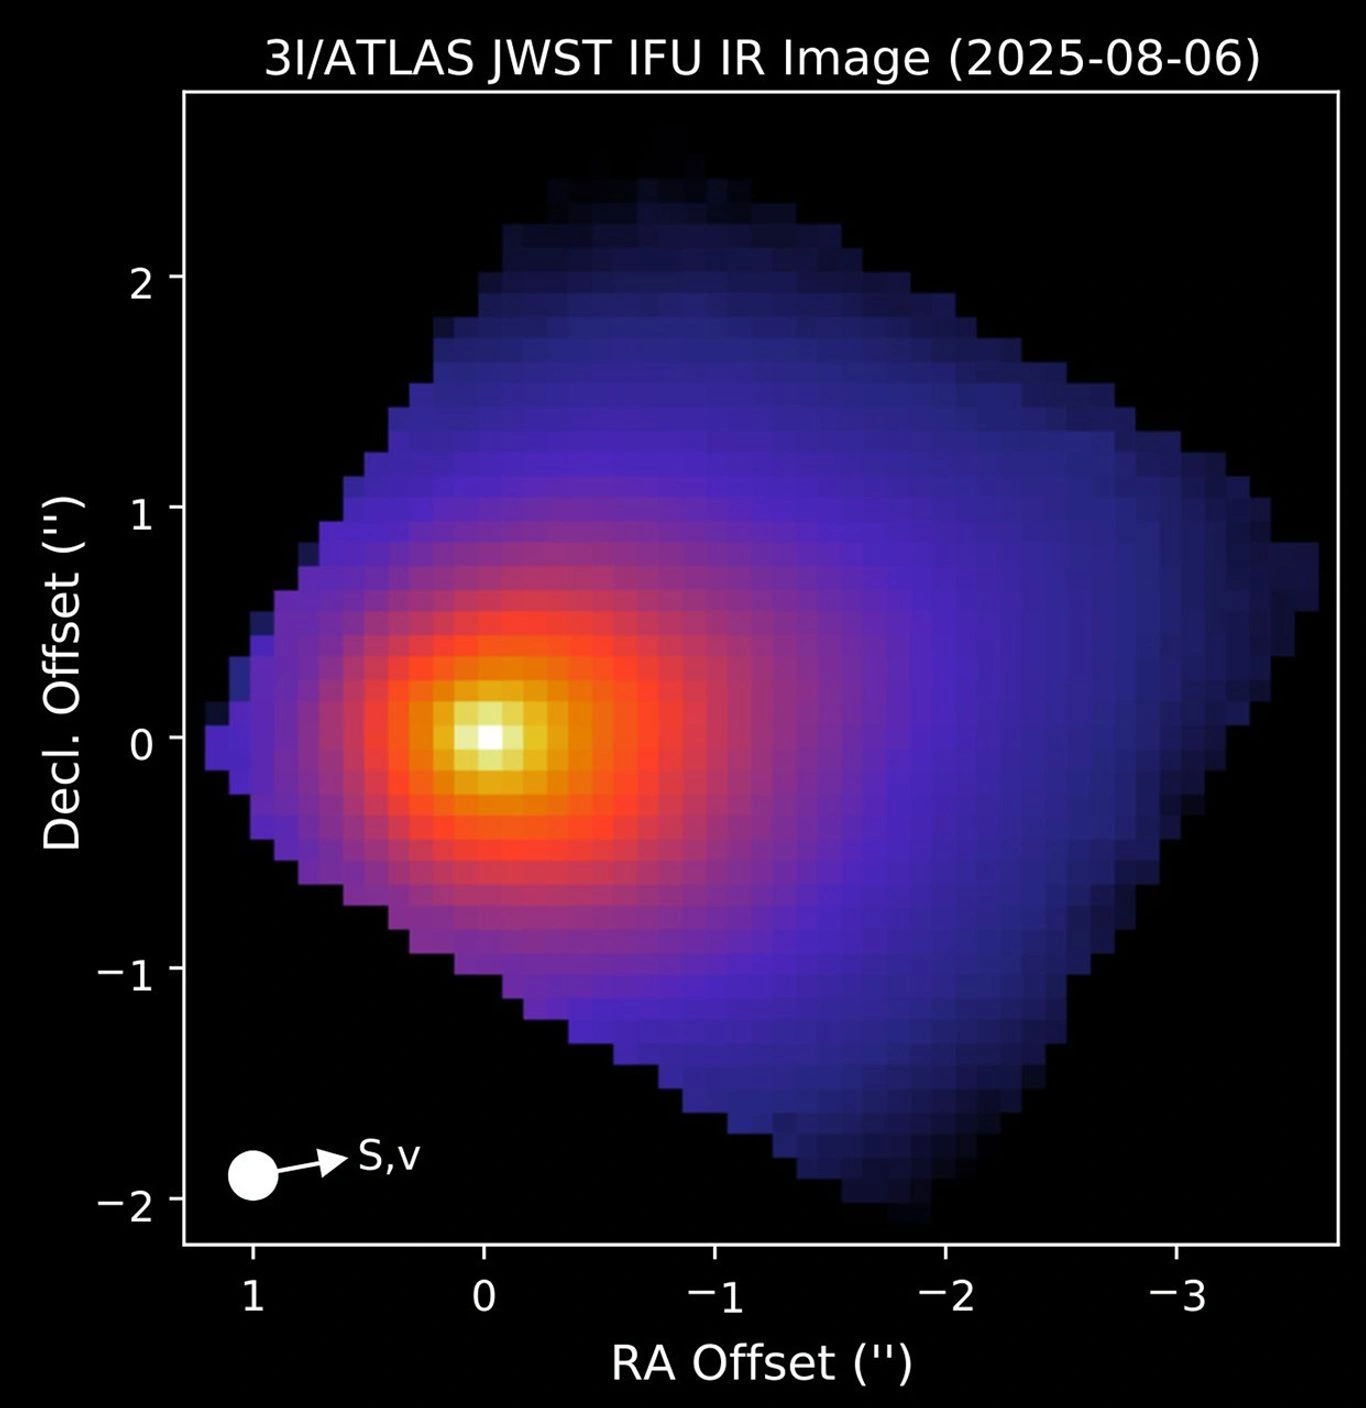 3I/ATLAS JWST IFU IR Image (2025-08-06)
Decl. Offset ('')
2
1
0
−1
−2
S,v
1
0
−1
−2
−3
RA Offset ('')